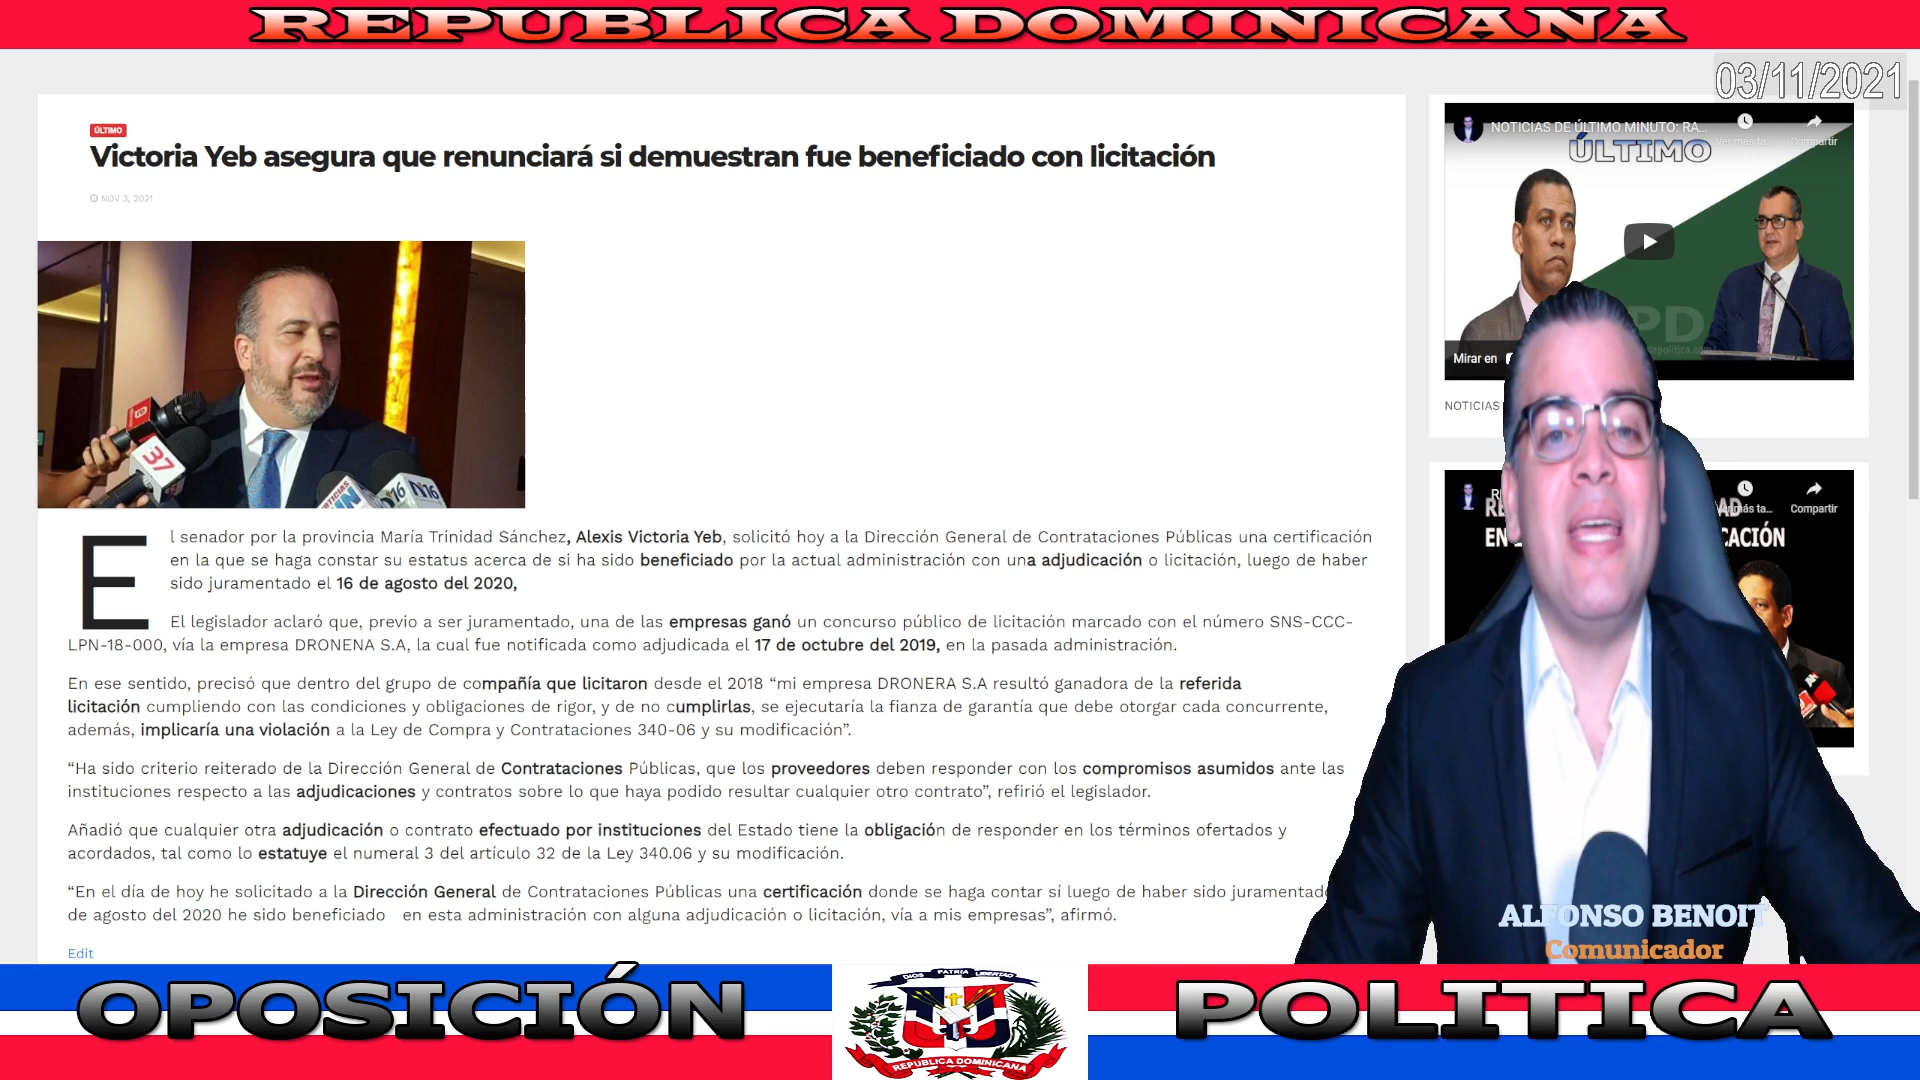 REPUBLICA DOMINICANA
03/11/2021
ÚLTIMO
Victoria Yeb asegura que renunciará si demuestran fue beneficiado con licitación
NOV 3, 2021
37
16
N16
El senador por la provincia María Trinidad Sánchez, Alexis Victoria Yeb, solicitó hoy a la Dirección General de Contrataciones Públicas una certificación
en la que se haga constar su estatus acerca de si ha sido beneficiado por la actual administración con una adjudicación o licitación, luego de haber
sido juramentado el 16 de agosto del 2020,
El legislador aclaró que, previo a ser juramentado, una de las empresas ganó un concurso público de licitación marcado con el número SNS-CCC-
LPN-18-000, vía la empresa DRONENA S.A, la cual fue notificada como adjudicada el 17 de octubre del 2019, en la pasada administración.
En ese sentido, precisó que dentro del grupo de compañía que licitaron desde el 2018 “mi empresa DRONERA S.A resultó ganadora de la referida
licitación cumpliendo con las condiciones y obligaciones de rigor, y de no cumplirlas, se ejecutaría la fianza de garantía que debe otorgar cada concurrente,
además, implicaría una violación a la Ley de Compra y Contrataciones 340-06 y su modificación”.
“Ha sido criterio reiterado de la Dirección General de Contrataciones Públicas, que los proveedores deben responder con los compromisos asumidos ante las
instituciones respecto a las adjudicaciones y contratos sobre lo que haya podido resultar cualquier otro contrato”, refirió el legislador.
Añadió que cualquier otra adjudicación o contrato efectuado por instituciones del Estado tiene la obligación de responder en los términos ofertados y
acordados, tal como lo estatuye el numeral 3 del artículo 32 de la Ley 340.06 y su modificación.
“En el día de hoy he solicitado a la Dirección General de Contrataciones Públicas una certificación donde se haga contar sí luego de haber sido juramentado
de agosto del 2020 he sido beneficiado en esta administración con alguna adjudicación o licitación, vía a mis empresas”, afirmó.
Edit
NOTICIAS DE ÚLTIMO MINUTO: RA...
Ver más ta...
Compartir
ÚLTIMO
PD
Mirar en
NOTICIAS
más ta...
Compartir
RE
AD
EN
CACIÓN
ALFONSO BENOIT
Comunicador
OPOSICIÓN
DIOS PATRIA LIBERTAD
REPUBLICA DOMINICANA
POLITICA